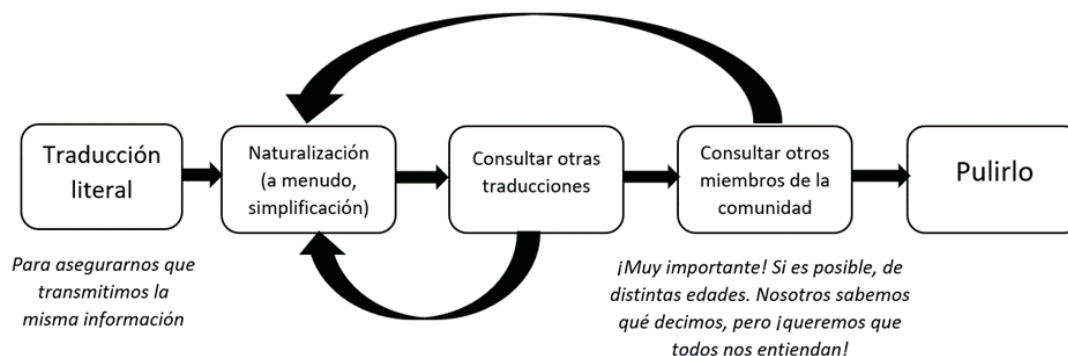 Traducción
literal
Naturalización
(a menudo,
simplificación)
Consultar otras
traducciones
Consultar otros
miembros de la
comunidad
Pulirlo
Para asegurarnos que
transmitimos la
misma información
¡Muy importante! Si es posible, de
distintas edades. Nosotros sabemos
qué decimos, pero ¡queremos que
todos nos entiendan!